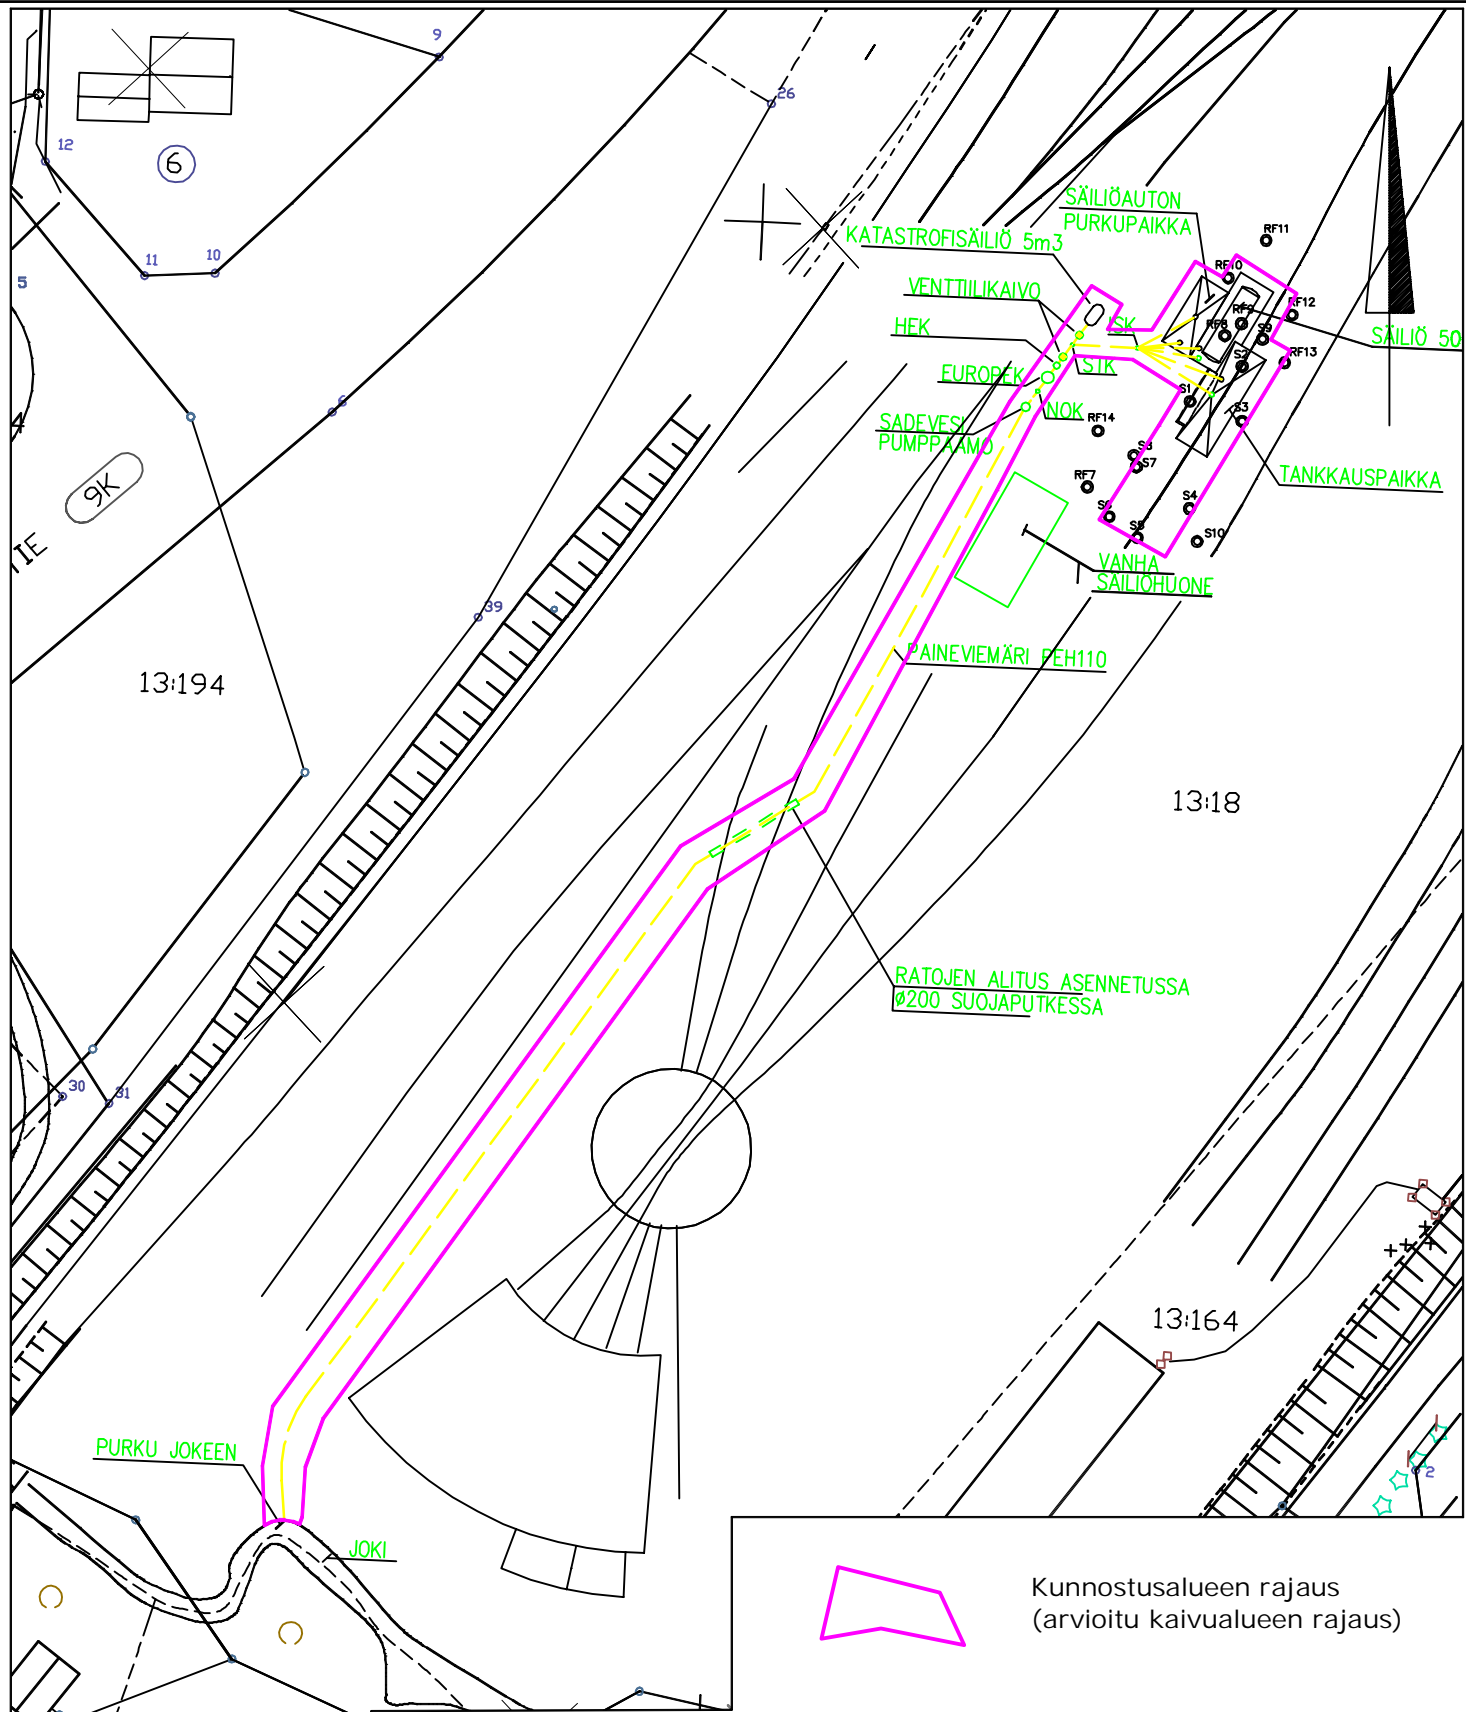 9
26
12
6
11
10
5
SÄILIÖAUTON
PURKUPAIKKA
KATASTROFISÄILIÖ 5m3
RF11
RF10
VENTTIILIKAIVO
RF12
HEK
RF9
RF8
S9
SÄILIÖ 50
S2
RF13
EUROPEK
STK
S1
6
NOK
S3
SADEVESI
PUMPPAAMO
RF14
4
S8
S7
9K
TANKKAUSPAIKKA
RF7
S4
S6
S5
S10
TIE
VANHA
SÄILIÖHUONE
39
PAINEVIEMÄRI PEH110
13:194
13:18
RATOJEN ALITUS ASENNETUSSA
Ø200 SUOJAPUTKESSA
30
31
13:164
PURKU JOKEEN
2
JOKI
Kunnostusalueen rajaus
(arvioitu kaivualueen rajaus)